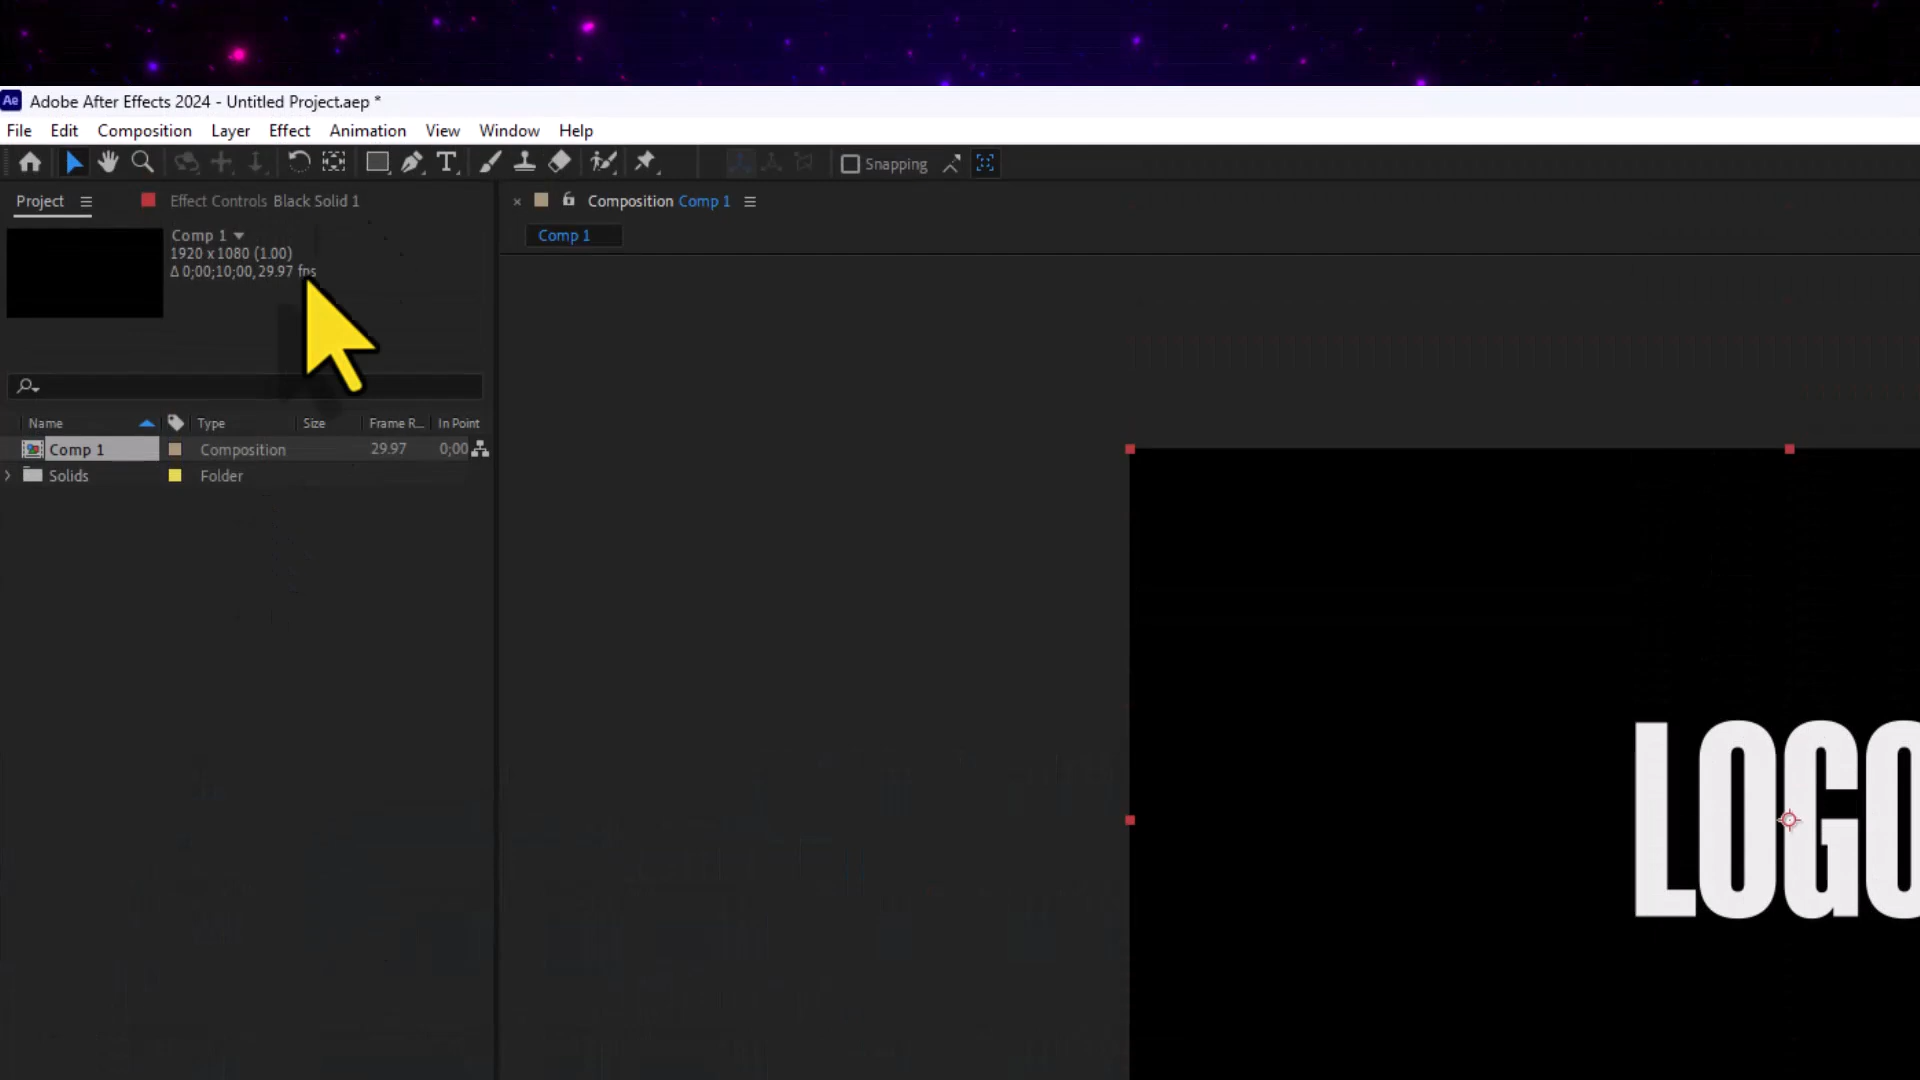 Ae Adobe After Effects 2024 - Untitled Project.aep *
File Edit Composition Layer Effect Animation View Window Help
T Snapping
Project Effect Controls Black Solid 1
Composition Comp 1
Comp 1
1920 x 1080 (1.00)
Δ 0;00;10;00, 29.97 fps
Comp 1
Name Type Size Frame R... In Point
Comp 1 Composition 29.97 0;00
Solids Folder
LOGO